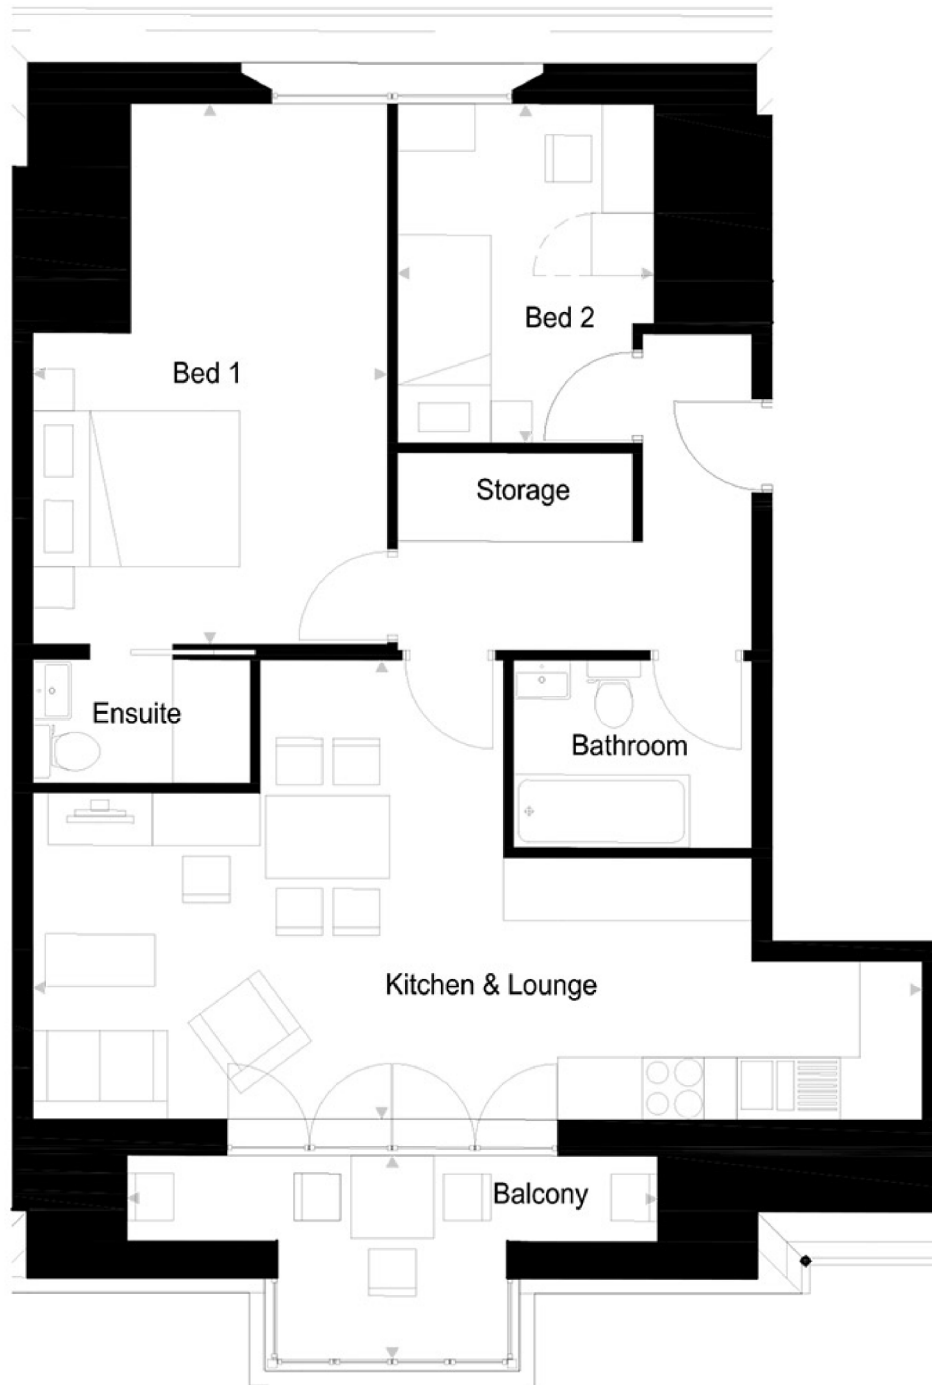 Bed 2
Bed 1
Storage
Ensuite
Bathroom
Kitchen & Lounge
Balcony